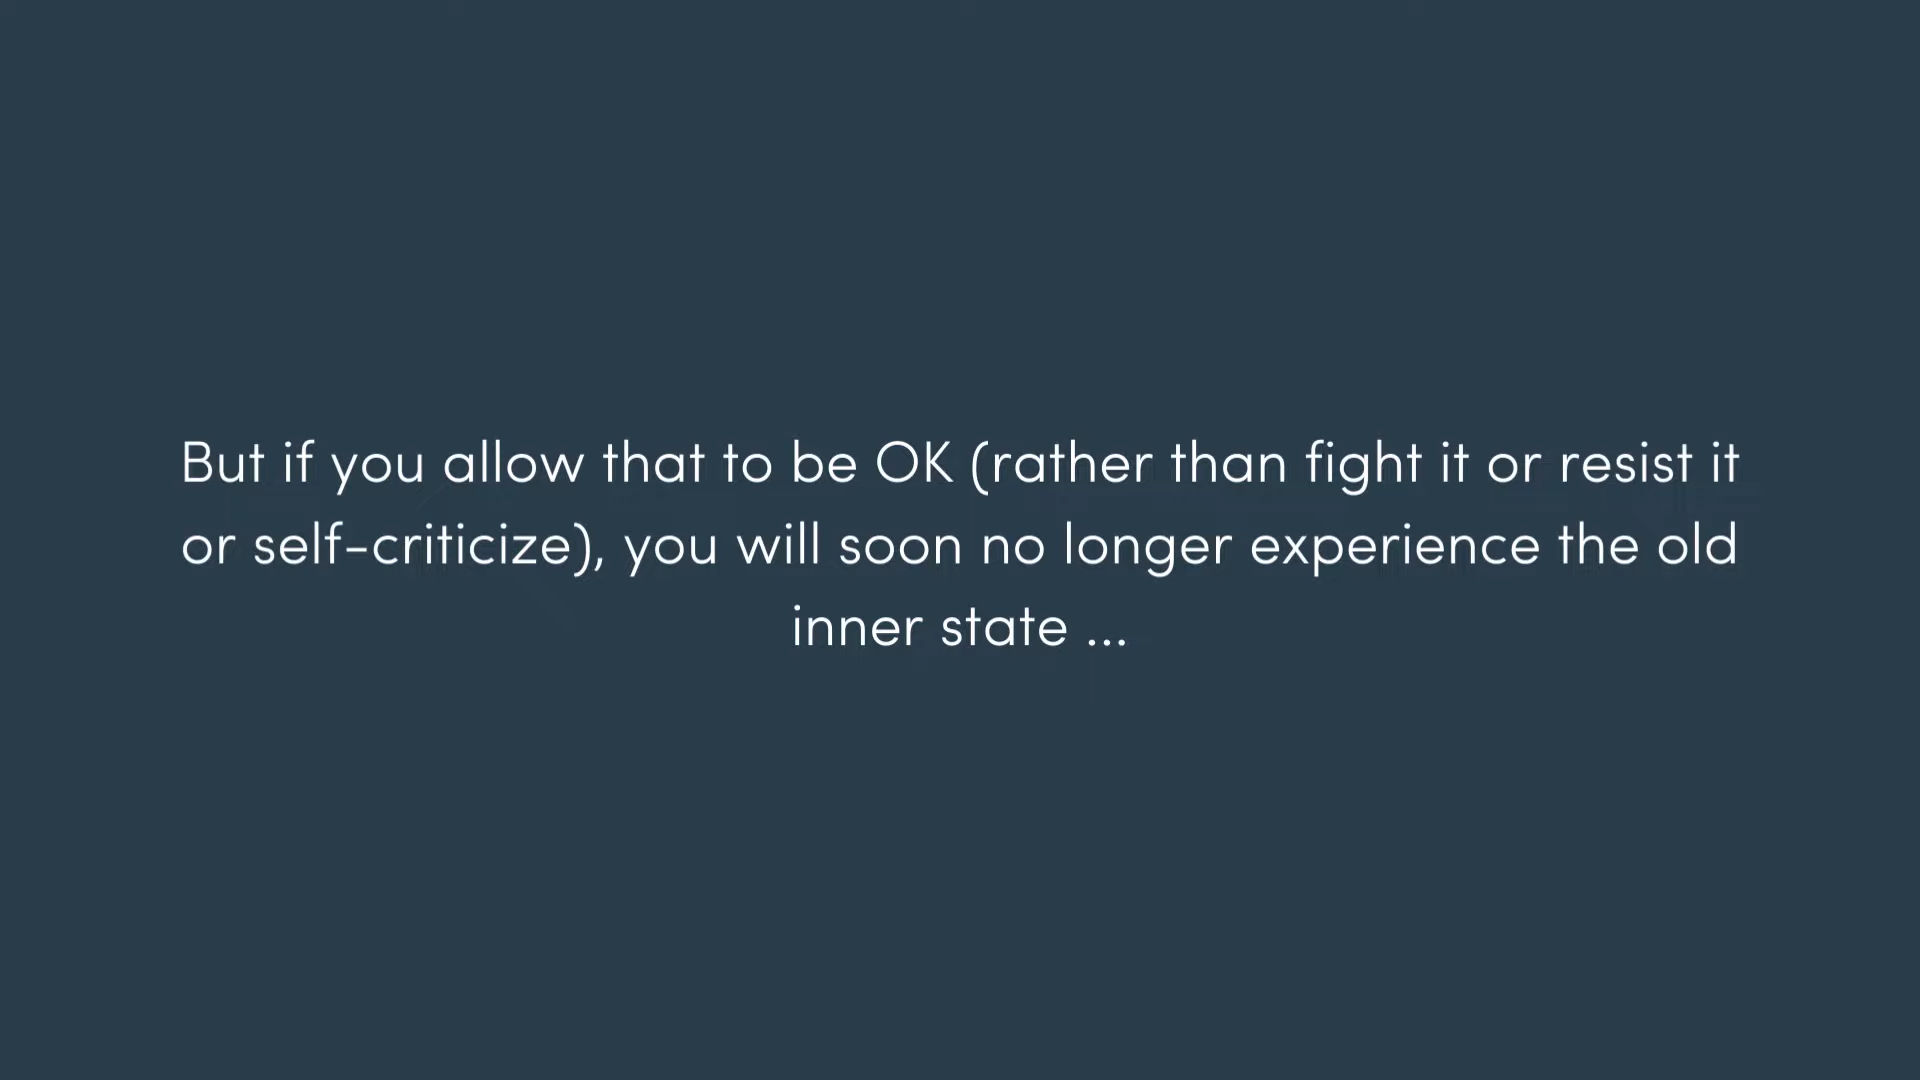 But if you allow that to be OK (rather than fight it or resist it
or self-criticize), you will soon no longer experience the old
inner state ...